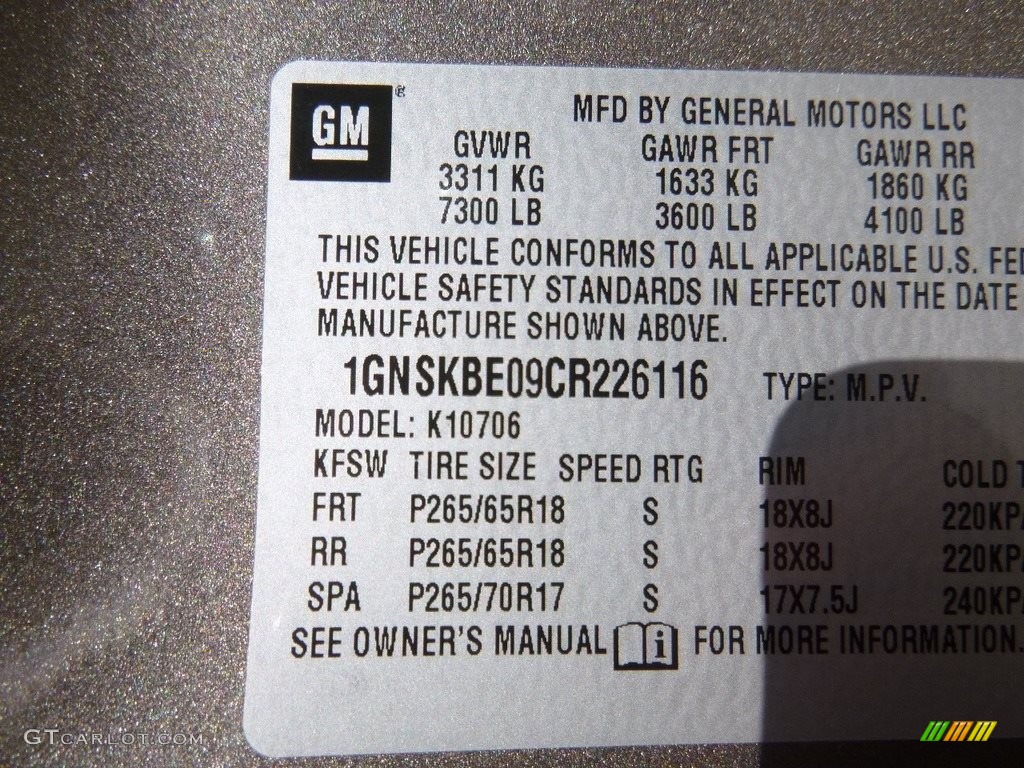 GM®
MFD BY GENERAL MOTORS LLC
GVWR GAWR FRT GAWR RR
3311 KG 1633 KG 1860 KG
7300 LB 3600 LB 4100 LB
THIS VEHICLE CONFORMS TO ALL APPLICABLE U.S. FE
VEHICLE SAFETY STANDARDS IN EFFECT ON THE DATE
MANUFACTURE SHOWN ABOVE.
1GNSKBE09CR226116 TYPE: M.P.V.
MODEL: K10706
KFSW TIRE SIZE SPEED RTG RIM COLD T
FRT P265/65R18 S 18X8J 220KPA
RR P265/65R18 S 18X8J 220KPA
SPA P265/70R17 S 17X7.5J 240KPA
SEE OWNER'S MANUAL i FOR MORE INFORMATION.
GTCARLOT.COM